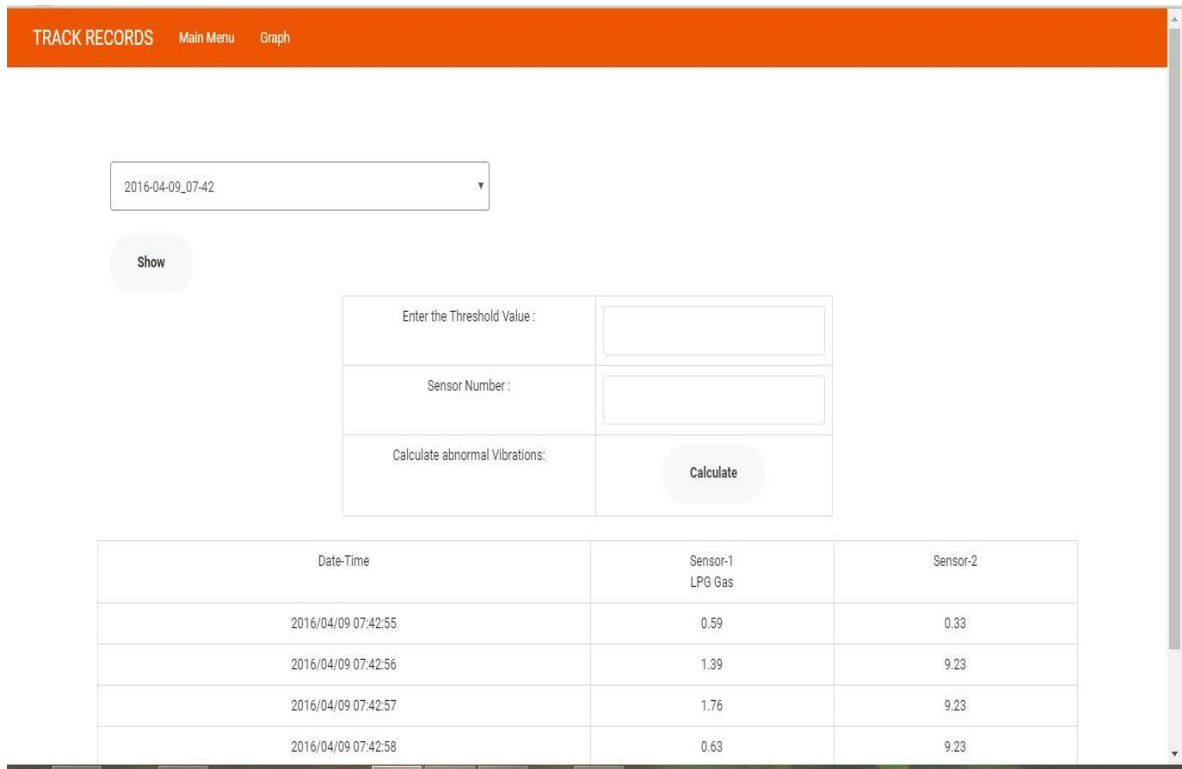 TRACK RECORDS Main Menu Graph
2016-04-09_07-42
Show
Enter the Threshold Value :
Sensor Number :
Calculate abnormal Vibrations: Calculate
Date-Time Sensor-1 Sensor-2
LPG Gas
2016/04/09 07:42:55 0.59 0.33
2016/04/09 07:42:56 1.39 9.23
2016/04/09 07:42:57 1.76 9.23
2016/04/09 07:42:58 0.63 9.23